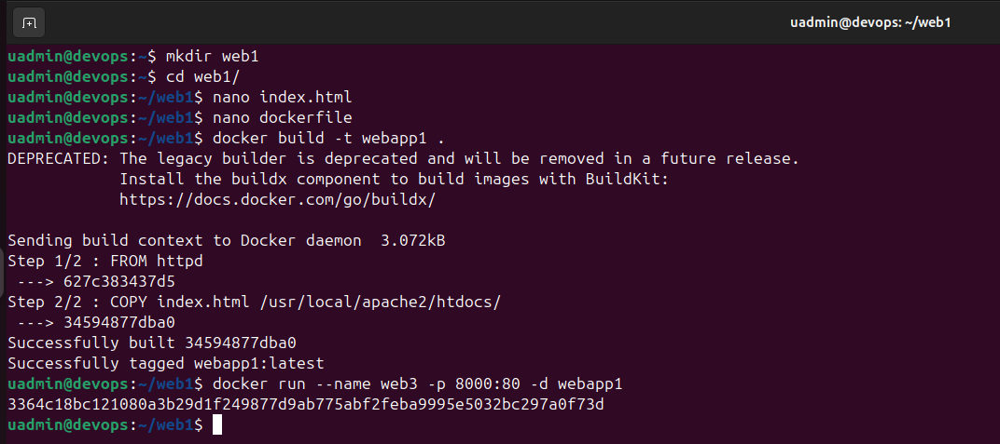 uadmin@devops: ~/web1
uadmin@devops:~$ mkdir web1
uadmin@devops:~$ cd web1/
uadmin@devops:~/web1$ nano index.html
uadmin@devops:~/web1$ nano dockerfile
uadmin@devops:~/web1$ docker build -t webapp1 .
DEPRECATED: The legacy builder is deprecated and will be removed in a future release.
            Install the buildx component to build images with BuildKit:
            https://docs.docker.com/go/buildx/

Sending build context to Docker daemon  3.072kB
Step 1/2 : FROM httpd
 ---> 627c383437d5
Step 2/2 : COPY index.html /usr/local/apache2/htdocs/
 ---> 34594877dba0
Successfully built 34594877dba0
Successfully tagged webapp1:latest
uadmin@devops:~/web1$ docker run --name web3 -p 8000:80 -d webapp1
3364c18bc121080a3b29d1f249877d9ab775abf2feba9995e5032bc297a0f73d
uadmin@devops:~/web1$